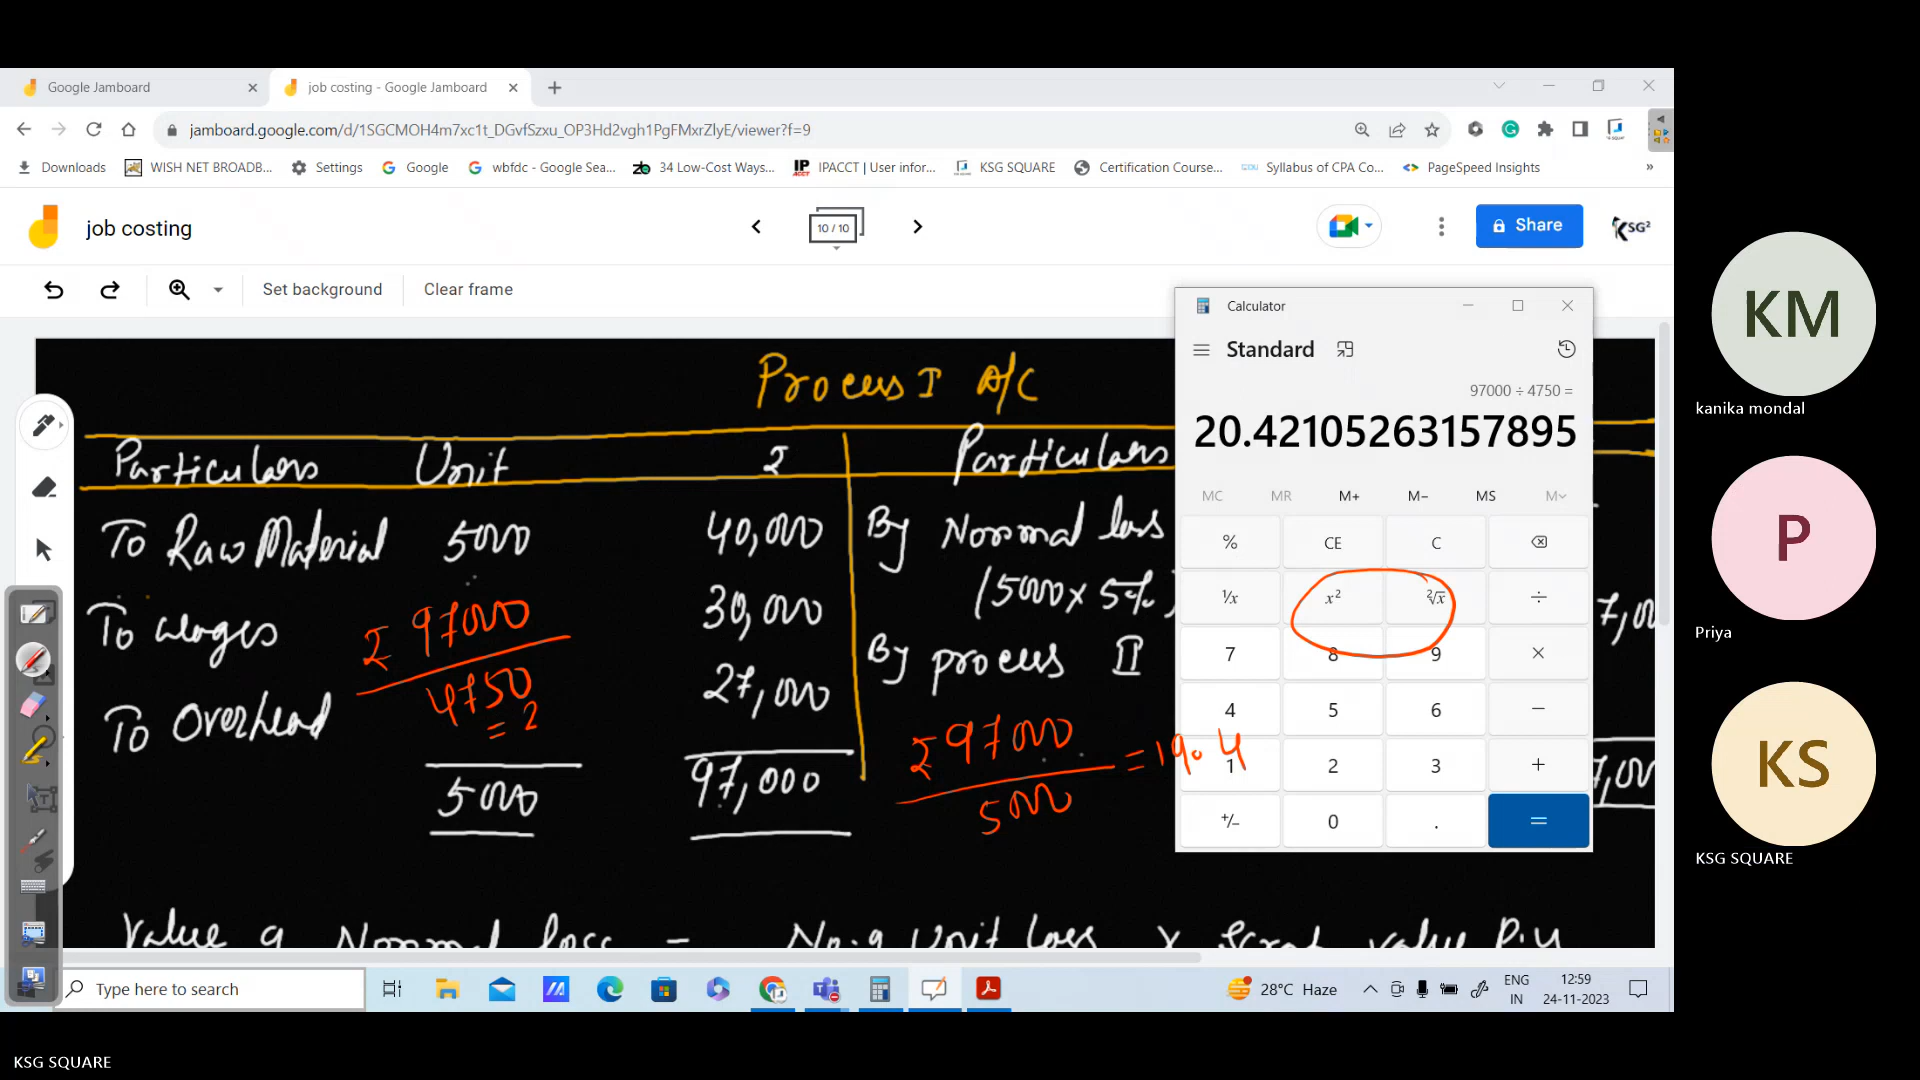 Google Jamboard
job costing - Google Jamboard
jamboard.google.com/d/1SGCMOH4m7xc1t_DGvfSzxu_OP3Hd2vgh1PgFMxrZlyE/viewer?f=9
Downloads WISH NET BROADB... Settings Google wbfdc - Google Sea... 34 Low-Cost Ways... IPACCT | User infor... KSG SQUARE Certification Course... Syllabus of CPA Co... PageSpeed Insights »
job costing
10 / 10
Share
KSG²
Set background Clear frame
Process I A/C
Particulars Unit ₹ Particulars
To Raw Material 5000 40,000 By Normal loss
(5000 x 5%)
To wages 30,000 By process II
To Overhead 27,000
5000 97,000
₹ 97000
4750
= 2
₹ 97000
5000
= 19.4
Value of Normal loss = No. of Unit Loss x Scrap value P.U
Calculator
Standard
97000 ÷ 4750 =
20.42105263157895
MC MR M+ M− MS M
% CE C
¹/x x² ²√x ÷
7 8 9 ×
4 5 6 −
1 2 3 +
+/− 0 . =
KM
kanika mondal
P
Priya
KS
KSG SQUARE
Type here to search
28°C Haze
ENG
IN
12:59
24-11-2023
KSG SQUARE